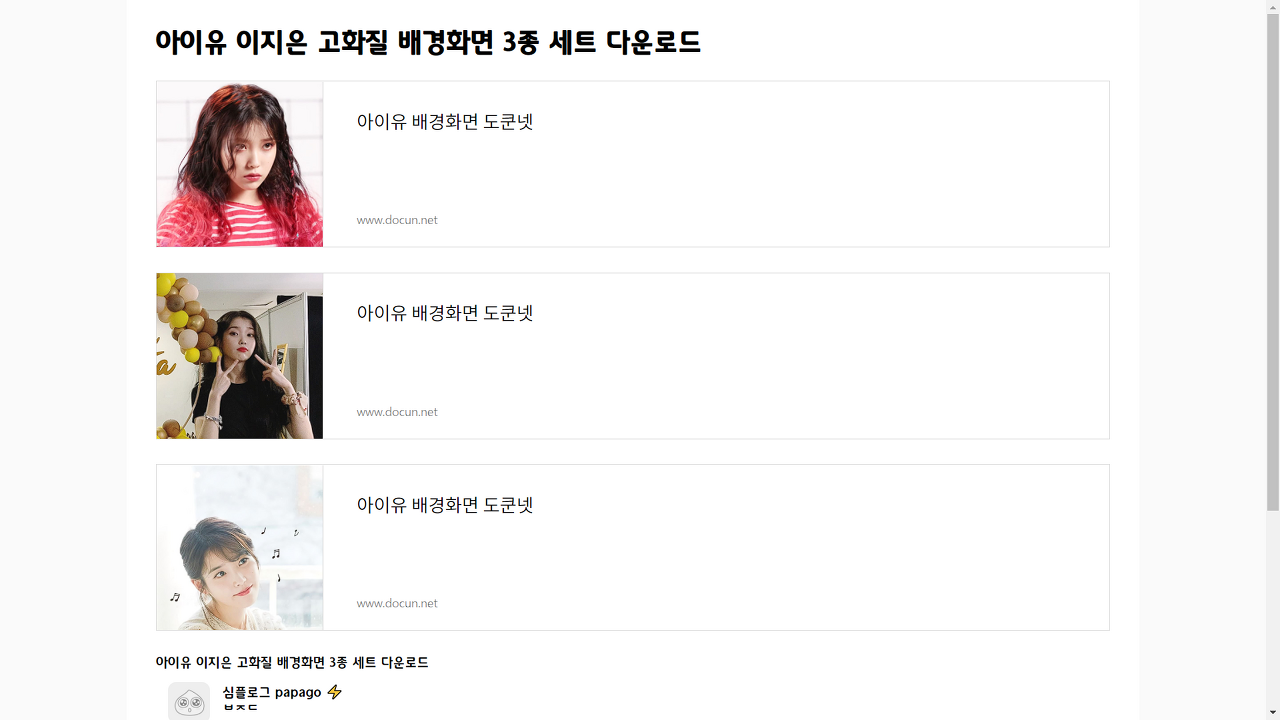 아이유 이지은 고화질 배경화면 3종 세트 다운로드
아이유 배경화면 도쿤넷
www.docun.net
아이유 배경화면 도쿤넷
www.docun.net
아이유 배경화면 도쿤넷
www.docun.net
아이유 이지은 고화질 배경화면 3종 세트 다운로드
심플로그 papago ⚡